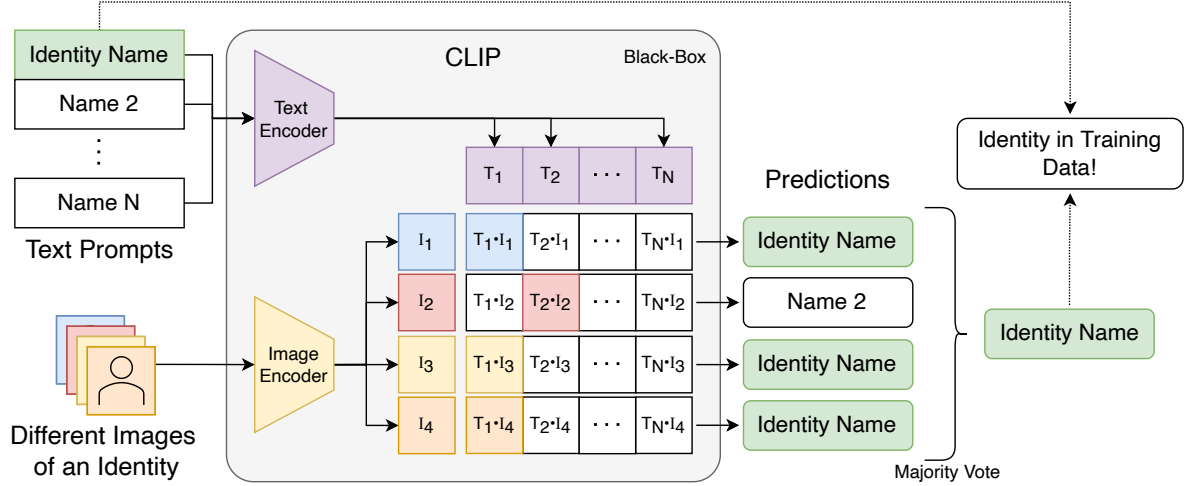 Identity Name
Name 2
⋮
Name N
Text Prompts
CLIP
Black-Box
Text
Encoder
T1 T2 ··· TN
I1 T1•I1 T2•I1 ··· TN•I1
I2 T1•I2 T2•I2 ··· TN•I2
Image
Encoder
I3 T1•I3 T2•I3 ··· TN•I3
I4 T1•I4 T2•I4 ··· TN•I4
Different Images
of an Identity
Predictions
Identity Name
Name 2
Identity Name
Identity Name
Majority Vote
Identity in Training
Data!
Identity Name